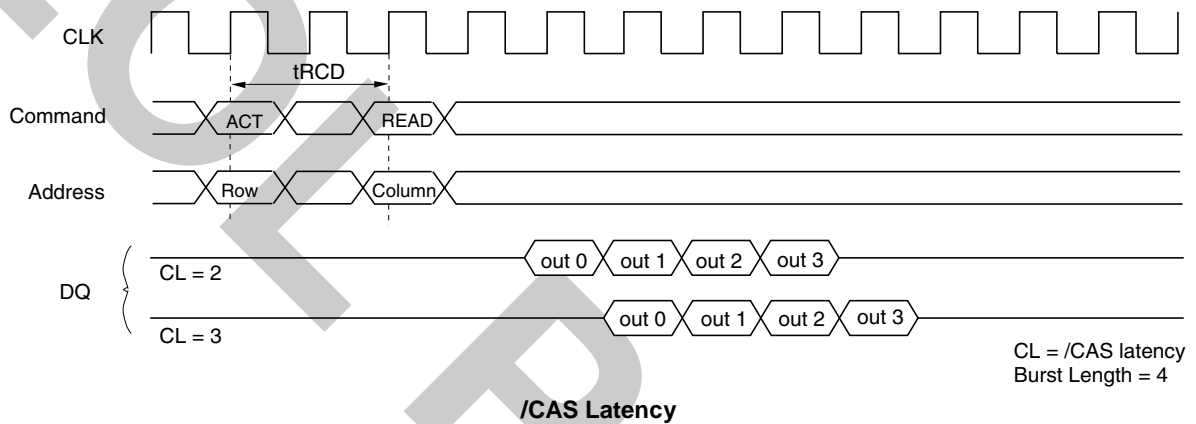 CLK
tRCD
Command
ACT
READ
Address
Row
Column
DQ
CL = 2
out 0 out 1 out 2 out 3
CL = 3
out 0 out 1 out 2 out 3
CL = /CAS latency
Burst Length = 4
/CAS Latency